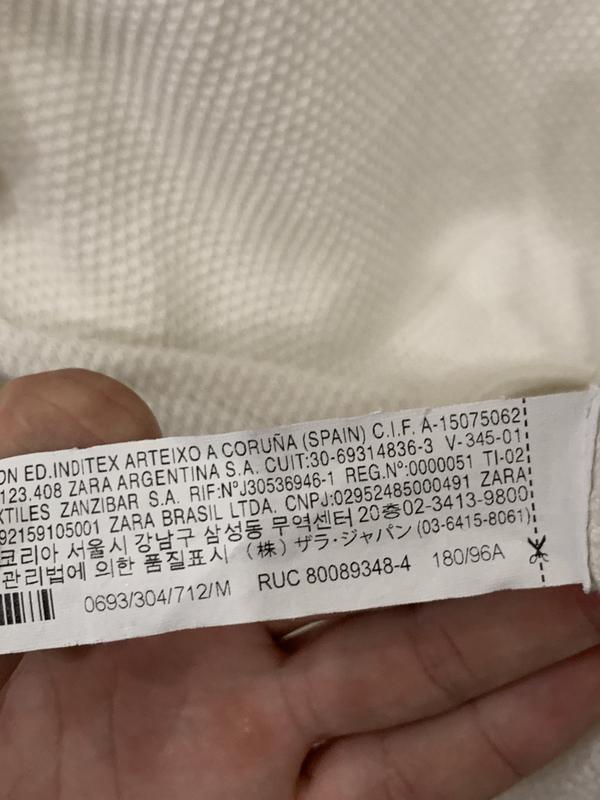 ON ED.INDITEX ARTEIXO A CORUÑA (SPAIN) C.I.F. A-15075062
123.408 ZARA ARGENTINA S.A. CUIT:30-69314836-3 V-345-01
XTILES ZANZIBAR S.A. RIF:NºJ30536946-1 REG.Nº:0000051 TI-02
92159105001 ZARA BRASIL LTDA. CNPJ:02952485000491 ZARA
코리아 서울시 강남구 삼성동 무역센터 20층02-3413-9800
관리법에 의한 품질표시 (株) ザラ・ジャパン (03-6415-8061)
0693/304/712/M RUC 80089348-4 180/96A